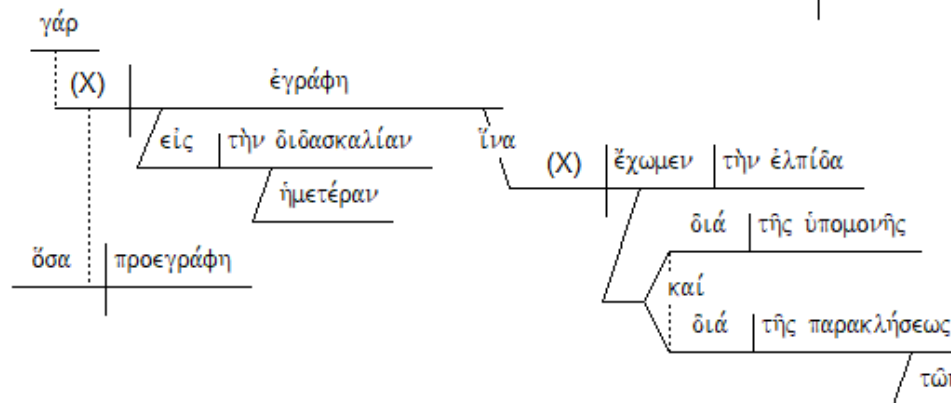 γάρ
(X) ἐγράφη
εἰς τὴν διδασκαλίαν ἵνα
(X) ἔχωμεν τὴν ἐλπίδα
ἡμετέραν
διά τῆς ὑπομονῆς
ὅσα προεγράφη
καί
διά τῆς παρακλήσεως